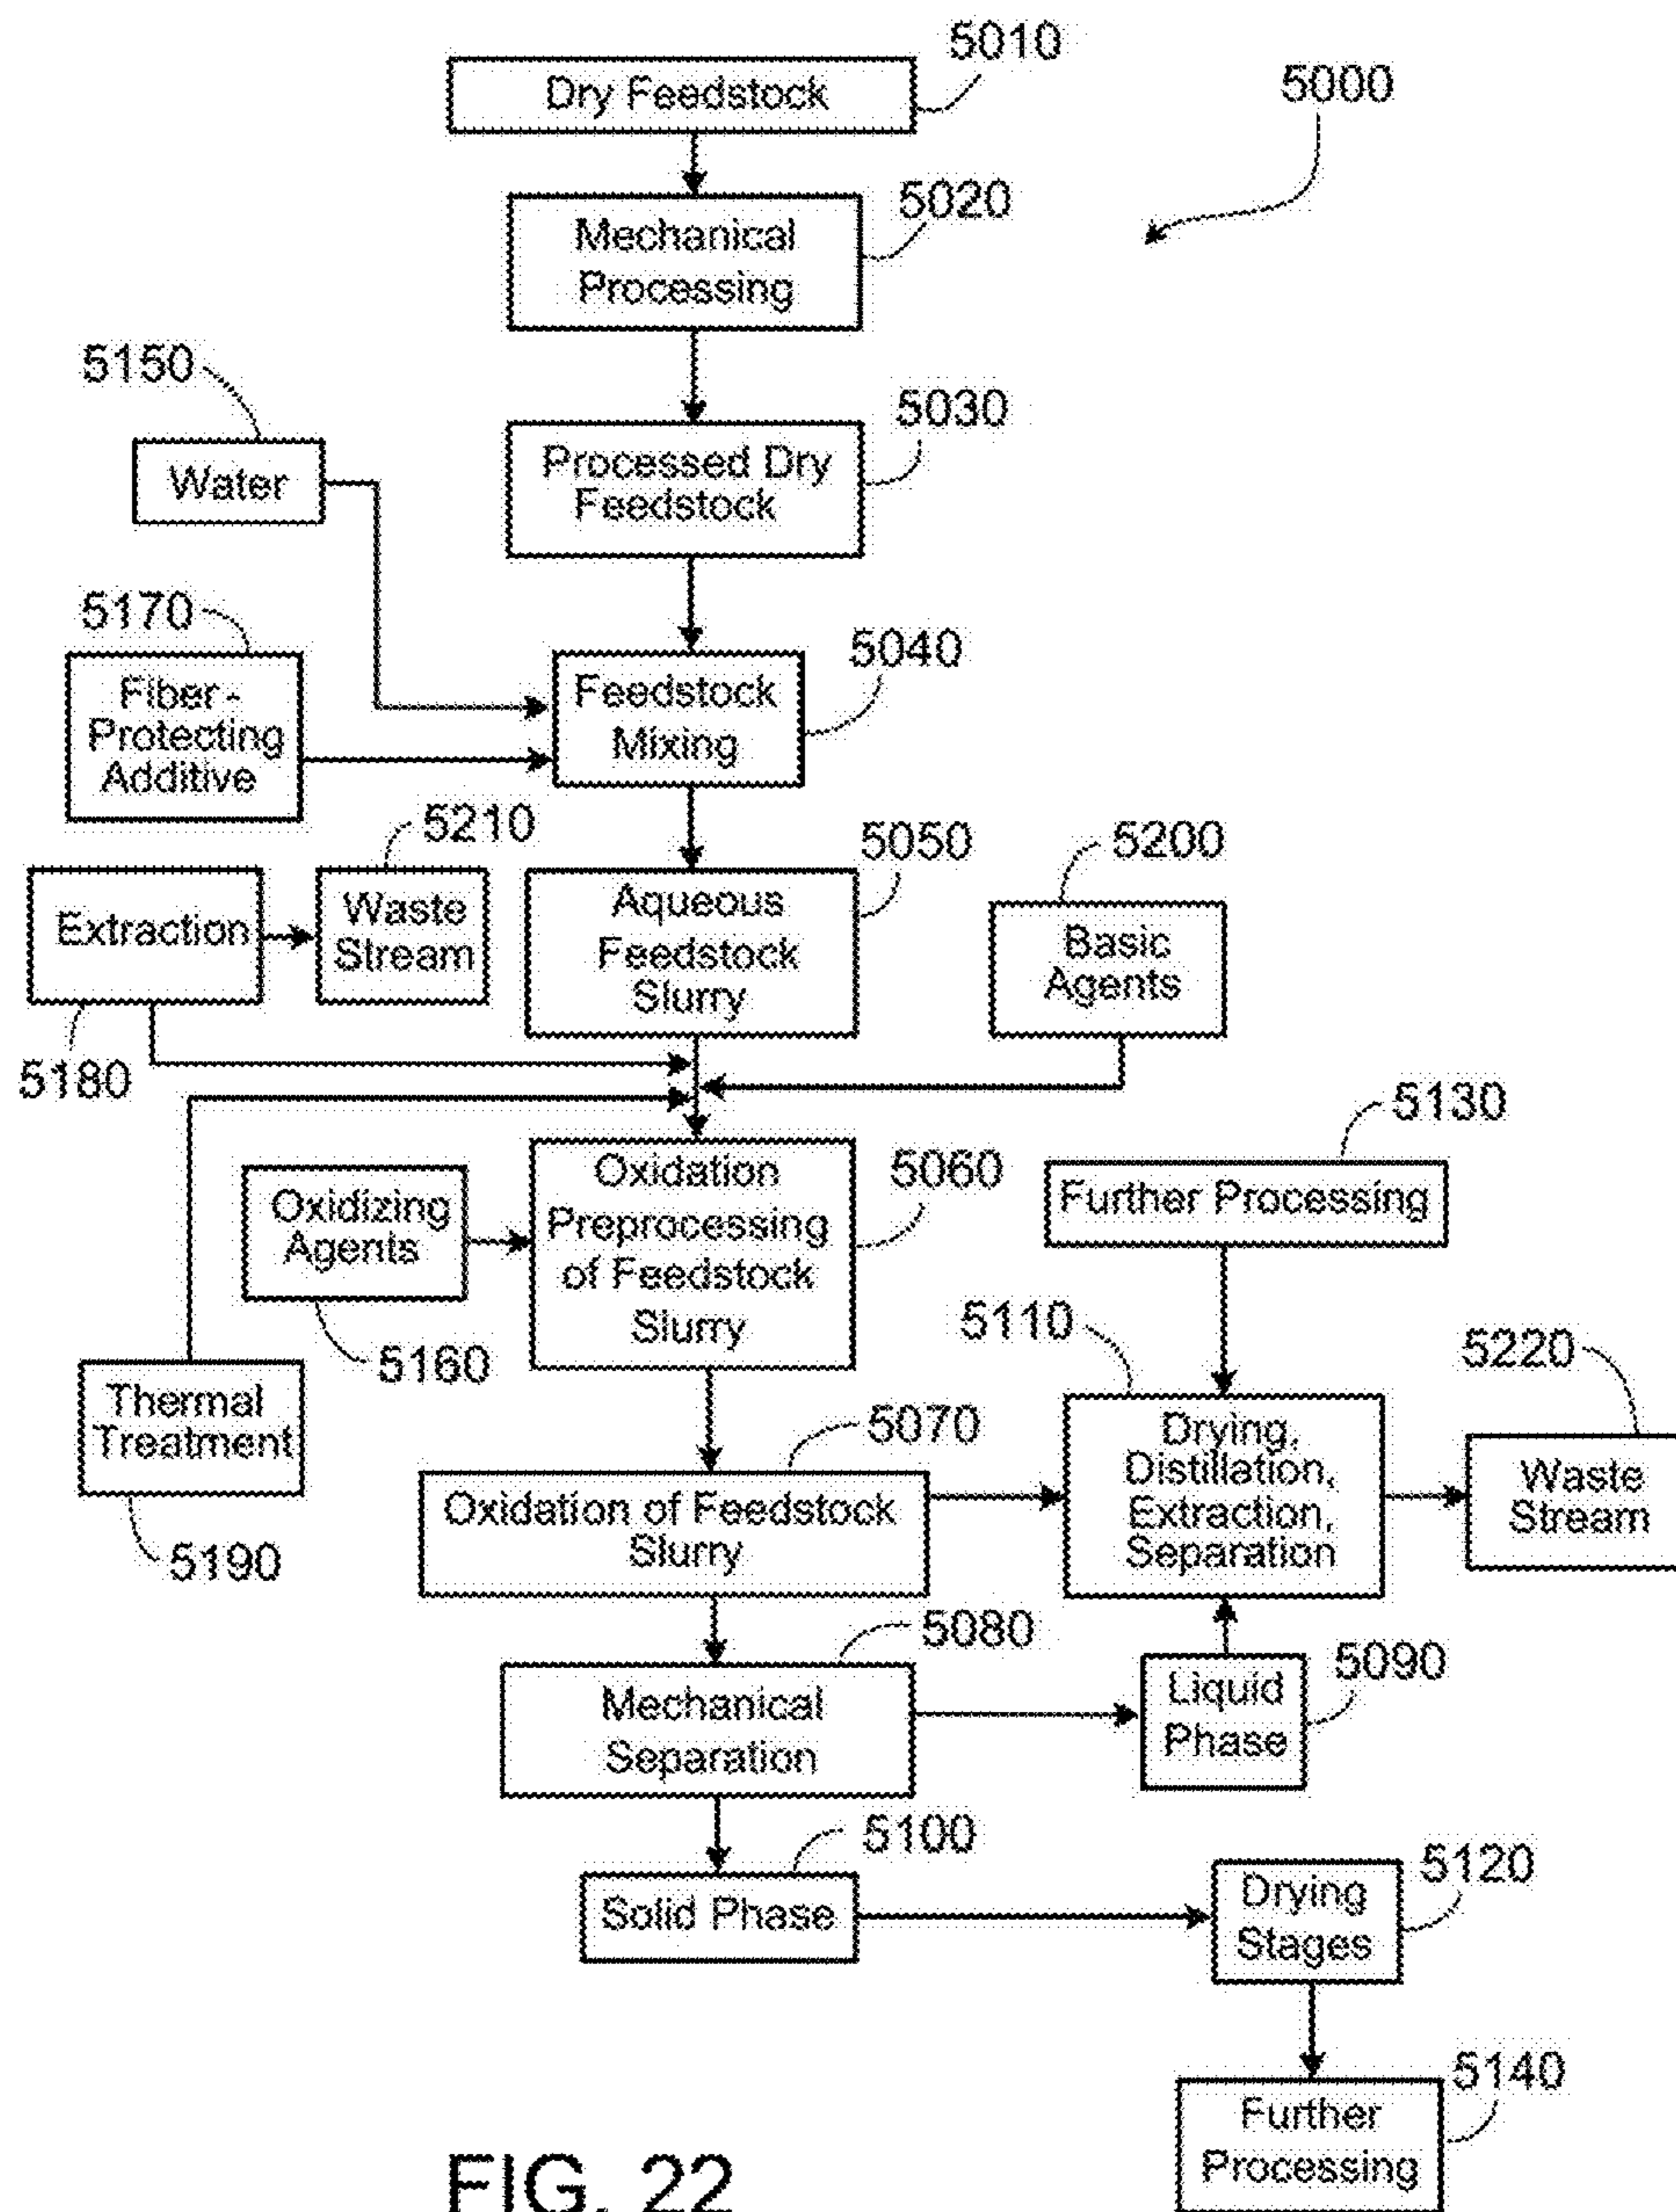 5010
Dry Feedstock
5000
5020
Mechanical
Processing
5150
5030
Water
Processed Dry
Feedstock
5170
5040
Fiber -
Protecting
Additive
Feedstock
Mixing
5210
5050
5200
Extraction
Waste
Stream
Aqueous
Feedstock
Slurry
Basic
Agents
5180
5130
Oxidizing
Agents
Oxidation
Preprocessing
of Feedstock
Slurry
5060
Further Processing
5160
5110
5220
Thermal
Treatment
5070
Drying,
Distillation,
Extraction,
Separation
Waste
Stream
5190
Oxidation of Feedstock
Slurry
5080
5090
Mechanical
Separation
Liquid
Phase
5100
5120
Solid Phase
Drying
Stages
5140
Further
Processing
FIG. 22